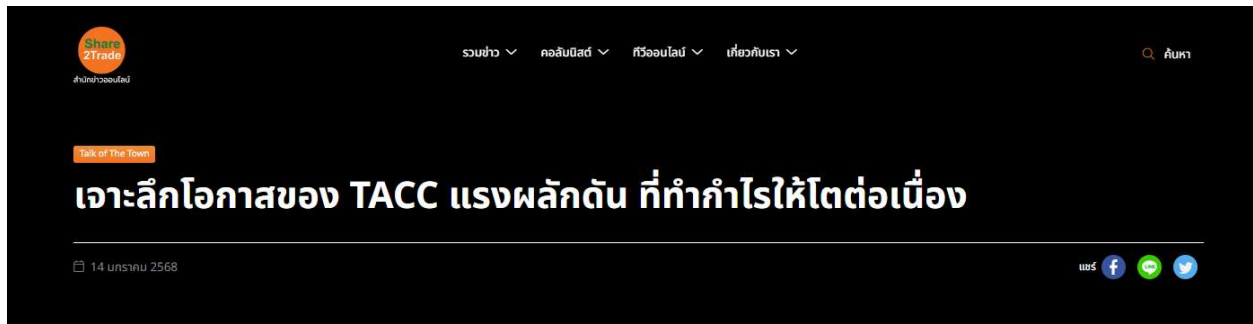 Share
2Trade
สำนักข่าวออนไลน์
รวมข่าว คอลัมนิสต์ ทีวีออนไลน์ เกี่ยวกับเรา ค้นหา
Talk of The Town
เจาะลึกโอกาสของ TACC แรงผลักดัน ที่ทำกำไรให้โตต่อเนื่อง
14 มกราคม 2568 แชร์ LINE